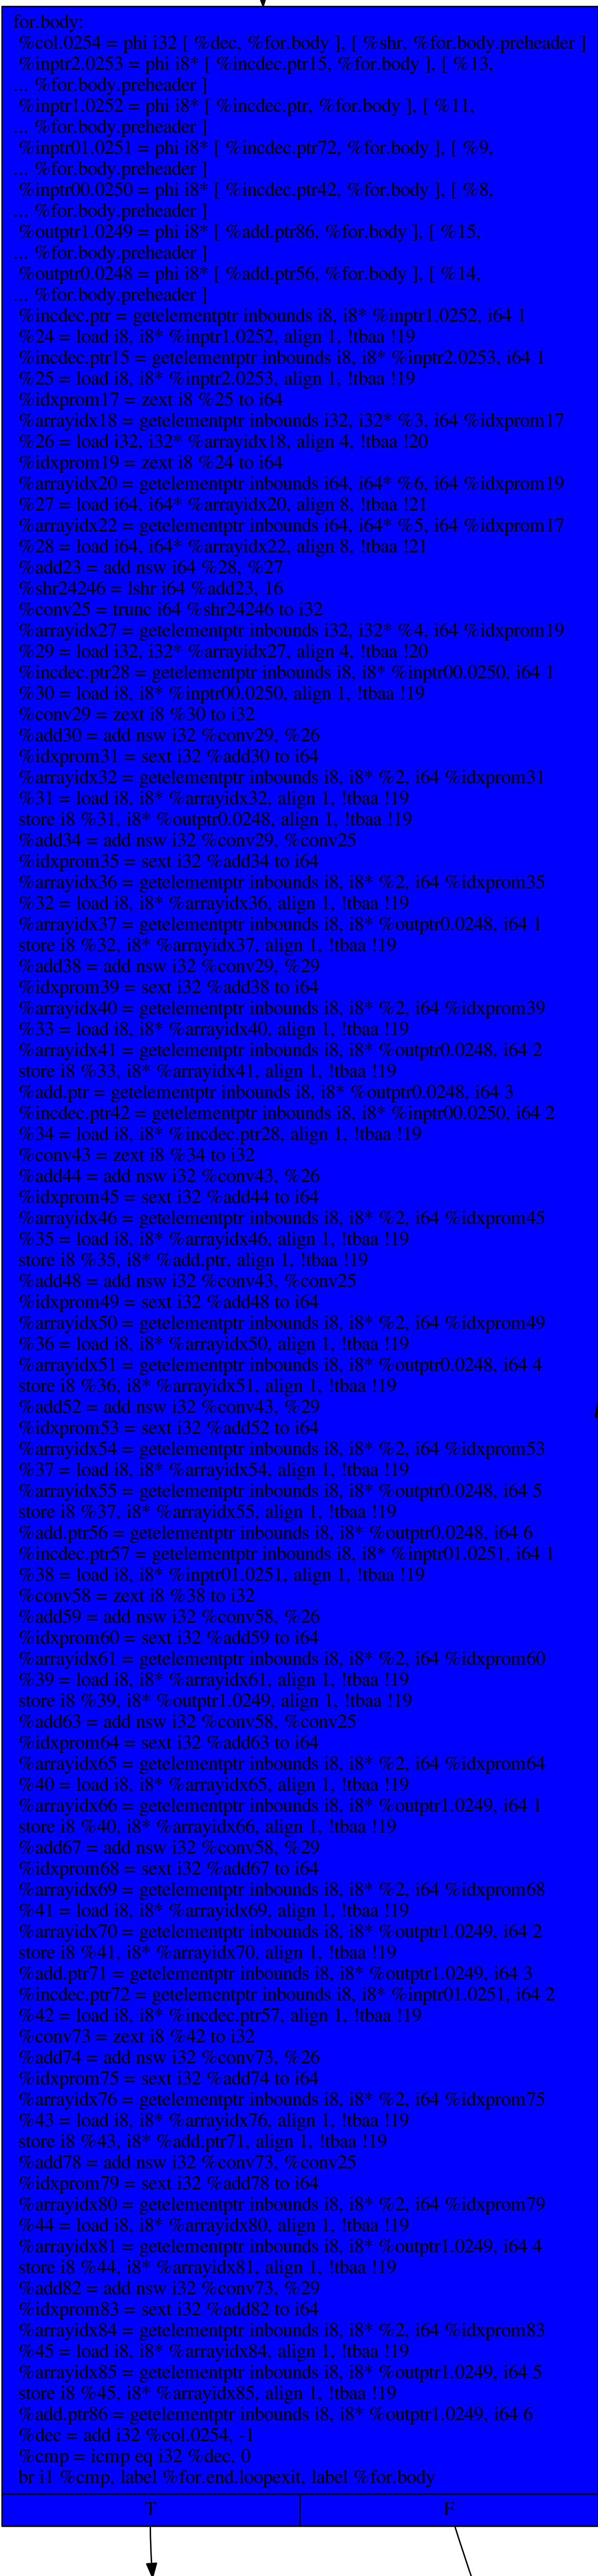 for.body:
%col.0254 = phi i32 [ %dec, %for.body ], [ %shr, %for.body.preheader ]
%inptr2.0253 = phi i8* [ %incdec.ptr15, %for.body ], [ %13,
... %for.body.preheader ]
%inptr1.0252 = phi i8* [ %incdec.ptr, %for.body ], [ %11,
... %for.body.preheader ]
%inptr01.0251 = phi i8* [ %incdec.ptr72, %for.body ], [ %9,
... %for.body.preheader ]
%inptr00.0250 = phi i8* [ %incdec.ptr42, %for.body ], [ %8,
... %for.body.preheader ]
%outptr1.0249 = phi i8* [ %add.ptr86, %for.body ], [ %15,
... %for.body.preheader ]
%outptr0.0248 = phi i8* [ %add.ptr56, %for.body ], [ %14,
... %for.body.preheader ]
%incdec.ptr = getelementptr inbounds i8, i8* %inptr1.0252, i64 1
%24 = load i8, i8* %inptr1.0252, align 1, !tbaa !19
%incdec.ptr15 = getelementptr inbounds i8, i8* %inptr2.0253, i64 1
%25 = load i8, i8* %inptr2.0253, align 1, !tbaa !19
%idxprom17 = zext i8 %25 to i64
%arrayidx18 = getelementptr inbounds i32, i32* %3, i64 %idxprom17
%26 = load i32, i32* %arrayidx18, align 4, !tbaa !20
%idxprom19 = zext i8 %24 to i64
%arrayidx20 = getelementptr inbounds i64, i64* %6, i64 %idxprom19
%27 = load i64, i64* %arrayidx20, align 8, !tbaa !21
%arrayidx22 = getelementptr inbounds i64, i64* %5, i64 %idxprom17
%28 = load i64, i64* %arrayidx22, align 8, !tbaa !21
%add23 = add nsw i64 %28, %27
%shr24246 = lshr i64 %add23, 16
%conv25 = trunc i64 %shr24246 to i32
%arrayidx27 = getelementptr inbounds i32, i32* %4, i64 %idxprom19
%29 = load i32, i32* %arrayidx27, align 4, !tbaa !20
%incdec.ptr28 = getelementptr inbounds i8, i8* %inptr00.0250, i64 1
%30 = load i8, i8* %inptr00.0250, align 1, !tbaa !19
%conv29 = zext i8 %30 to i32
%add30 = add nsw i32 %conv29, %26
%idxprom31 = sext i32 %add30 to i64
%arrayidx32 = getelementptr inbounds i8, i8* %2, i64 %idxprom31
%31 = load i8, i8* %arrayidx32, align 1, !tbaa !19
store i8 %31, i8* %outptr0.0248, align 1, !tbaa !19
%add34 = add nsw i32 %conv29, %conv25
%idxprom35 = sext i32 %add34 to i64
%arrayidx36 = getelementptr inbounds i8, i8* %2, i64 %idxprom35
%32 = load i8, i8* %arrayidx36, align 1, !tbaa !19
%arrayidx37 = getelementptr inbounds i8, i8* %outptr0.0248, i64 1
store i8 %32, i8* %arrayidx37, align 1, !tbaa !19
%add38 = add nsw i32 %conv29, %29
%idxprom39 = sext i32 %add38 to i64
%arrayidx40 = getelementptr inbounds i8, i8* %2, i64 %idxprom39
%33 = load i8, i8* %arrayidx40, align 1, !tbaa !19
%arrayidx41 = getelementptr inbounds i8, i8* %outptr0.0248, i64 2
store i8 %33, i8* %arrayidx41, align 1, !tbaa !19
%add.ptr = getelementptr inbounds i8, i8* %outptr0.0248, i64 3
%incdec.ptr42 = getelementptr inbounds i8, i8* %inptr00.0250, i64 2
%34 = load i8, i8* %incdec.ptr28, align 1, !tbaa !19
%conv43 = zext i8 %34 to i32
%add44 = add nsw i32 %conv43, %26
%idxprom45 = sext i32 %add44 to i64
%arrayidx46 = getelementptr inbounds i8, i8* %2, i64 %idxprom45
%35 = load i8, i8* %arrayidx46, align 1, !tbaa !19
store i8 %35, i8* %add.ptr, align 1, !tbaa !19
%add48 = add nsw i32 %conv43, %conv25
%idxprom49 = sext i32 %add48 to i64
%arrayidx50 = getelementptr inbounds i8, i8* %2, i64 %idxprom49
%36 = load i8, i8* %arrayidx50, align 1, !tbaa !19
%arrayidx51 = getelementptr inbounds i8, i8* %outptr0.0248, i64 4
store i8 %36, i8* %arrayidx51, align 1, !tbaa !19
%add52 = add nsw i32 %conv43, %29
%idxprom53 = sext i32 %add52 to i64
%arrayidx54 = getelementptr inbounds i8, i8* %2, i64 %idxprom53
%37 = load i8, i8* %arrayidx54, align 1, !tbaa !19
%arrayidx55 = getelementptr inbounds i8, i8* %outptr0.0248, i64 5
store i8 %37, i8* %arrayidx55, align 1, !tbaa !19
%add.ptr56 = getelementptr inbounds i8, i8* %outptr0.0248, i64 6
%incdec.ptr57 = getelementptr inbounds i8, i8* %inptr01.0251, i64 1
%38 = load i8, i8* %inptr01.0251, align 1, !tbaa !19
%conv58 = zext i8 %38 to i32
%add59 = add nsw i32 %conv58, %26
%idxprom60 = sext i32 %add59 to i64
%arrayidx61 = getelementptr inbounds i8, i8* %2, i64 %idxprom60
%39 = load i8, i8* %arrayidx61, align 1, !tbaa !19
store i8 %39, i8* %outptr1.0249, align 1, !tbaa !19
%add63 = add nsw i32 %conv58, %conv25
%idxprom64 = sext i32 %add63 to i64
%arrayidx65 = getelementptr inbounds i8, i8* %2, i64 %idxprom64
%40 = load i8, i8* %arrayidx65, align 1, !tbaa !19
%arrayidx66 = getelementptr inbounds i8, i8* %outptr1.0249, i64 1
store i8 %40, i8* %arrayidx66, align 1, !tbaa !19
%add67 = add nsw i32 %conv58, %29
%idxprom68 = sext i32 %add67 to i64
%arrayidx69 = getelementptr inbounds i8, i8* %2, i64 %idxprom68
%41 = load i8, i8* %arrayidx69, align 1, !tbaa !19
%arrayidx70 = getelementptr inbounds i8, i8* %outptr1.0249, i64 2
store i8 %41, i8* %arrayidx70, align 1, !tbaa !19
%add.ptr71 = getelementptr inbounds i8, i8* %outptr1.0249, i64 3
%incdec.ptr72 = getelementptr inbounds i8, i8* %inptr01.0251, i64 2
%42 = load i8, i8* %incdec.ptr57, align 1, !tbaa !19
%conv73 = zext i8 %42 to i32
%add74 = add nsw i32 %conv73, %26
%idxprom75 = sext i32 %add74 to i64
%arrayidx76 = getelementptr inbounds i8, i8* %2, i64 %idxprom75
%43 = load i8, i8* %arrayidx76, align 1, !tbaa !19
store i8 %43, i8* %add.ptr71, align 1, !tbaa !19
%add78 = add nsw i32 %conv73, %conv25
%idxprom79 = sext i32 %add78 to i64
%arrayidx80 = getelementptr inbounds i8, i8* %2, i64 %idxprom79
%44 = load i8, i8* %arrayidx80, align 1, !tbaa !19
%arrayidx81 = getelementptr inbounds i8, i8* %outptr1.0249, i64 4
store i8 %44, i8* %arrayidx81, align 1, !tbaa !19
%add82 = add nsw i32 %conv73, %29
%idxprom83 = sext i32 %add82 to i64
%arrayidx84 = getelementptr inbounds i8, i8* %2, i64 %idxprom83
%45 = load i8, i8* %arrayidx84, align 1, !tbaa !19
%arrayidx85 = getelementptr inbounds i8, i8* %outptr1.0249, i64 5
store i8 %45, i8* %arrayidx85, align 1, !tbaa !19
%add.ptr86 = getelementptr inbounds i8, i8* %outptr1.0249, i64 6
%dec = add i32 %col.0254, -1
%cmp = icmp eq i32 %dec, 0
br i1 %cmp, label %for.end.loopexit, label %for.body
T F